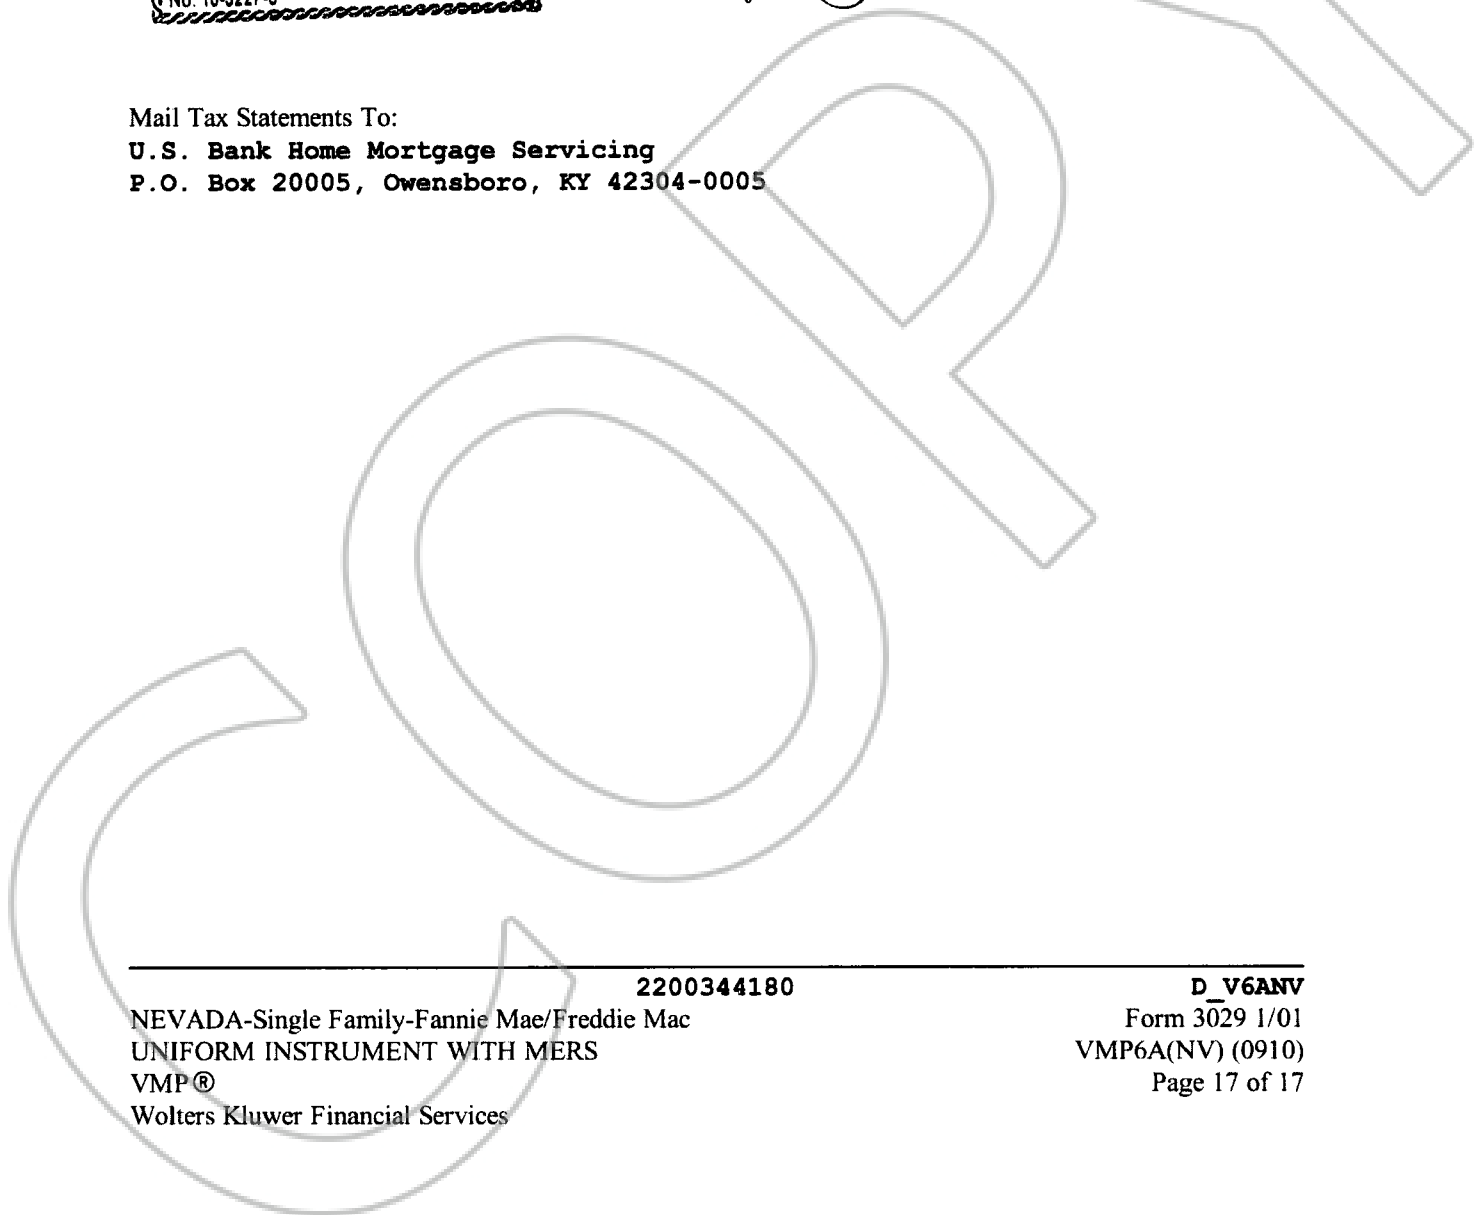 Mail Tax Statements To:
U.S. Bank Home Mortgage Servicing
P.O. Box 20005, Owensboro, KY 42304-0005
COPY
2200344180
D_V6ANV
NEVADA-Single Family-Fannie Mae/Freddie Mac
Form 3029 1/01
UNIFORM INSTRUMENT WITH MERS
VMP6A(NV) (0910)
VMP®
Page 17 of 17
Wolters Kluwer Financial Services